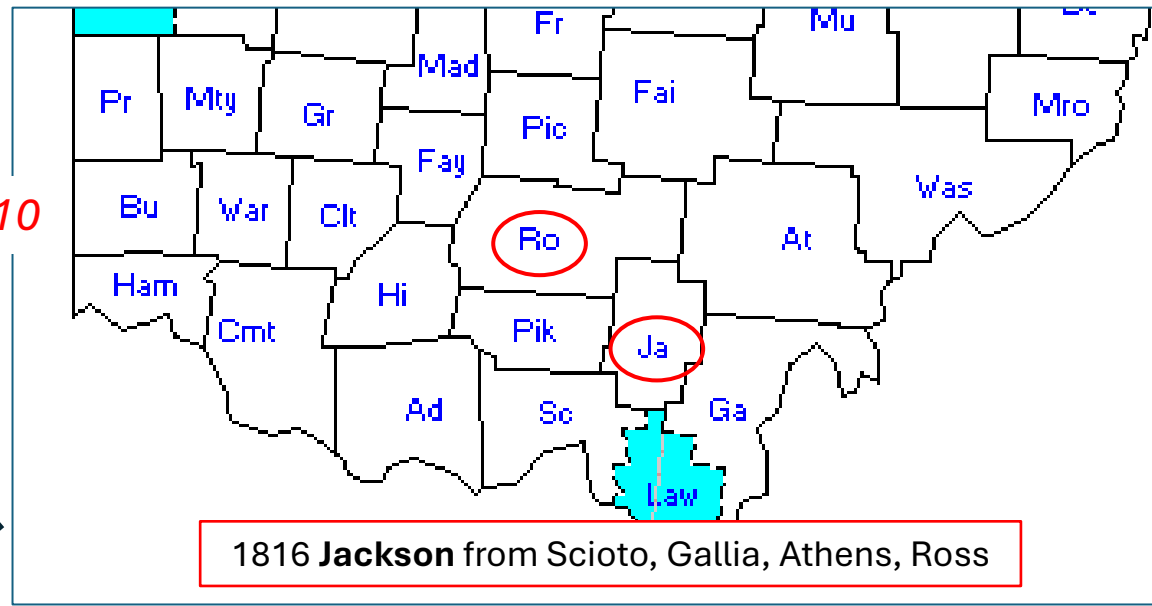 Fr
Mu
Mad
Pr
Mty
Gr
Fai
Mro
Pic
Fay
Was
10
Bu
War
Clt
Ro
At
Ham
Hi
Cmt
Pik
Ja
Ad
Sc
Ga
Law
1816 Jackson from Scioto, Gallia, Athens, Ross